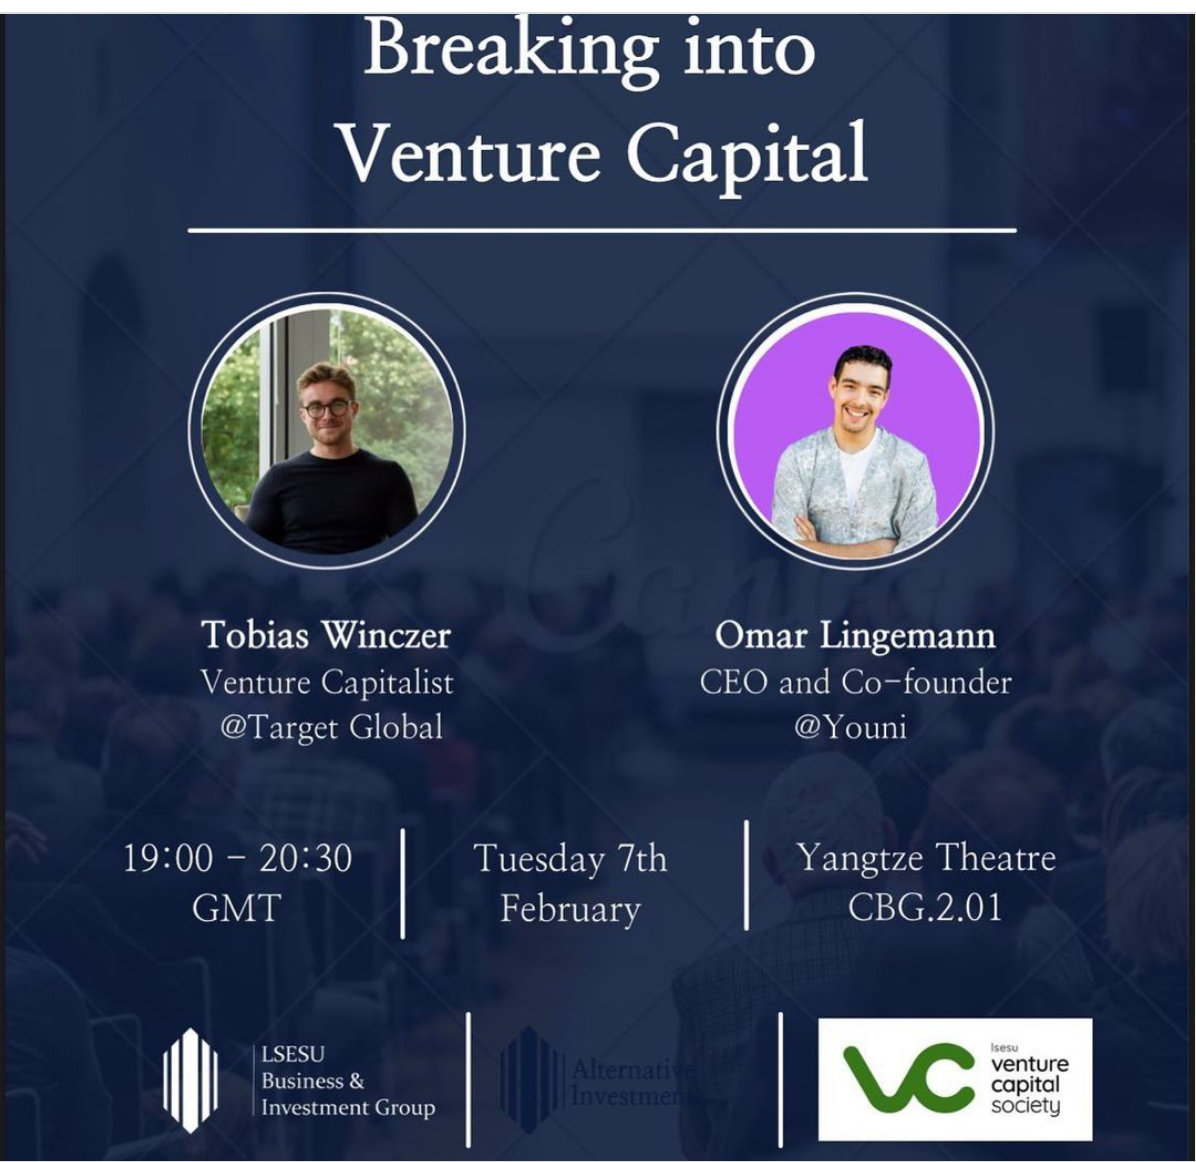 Breaking into
Venture Capital
Canva
Tobias Winczer
Venture Capitalist
@Target Global
Omar Lingemann
CEO and Co-founder
@Youni
19:00 - 20:30
GMT
Tuesday 7th
February
Yangtze Theatre
CBG.2.01
LSESU
Business &
Investment Group
Alternative
Investments
lsesu
venture
capital
society
VC